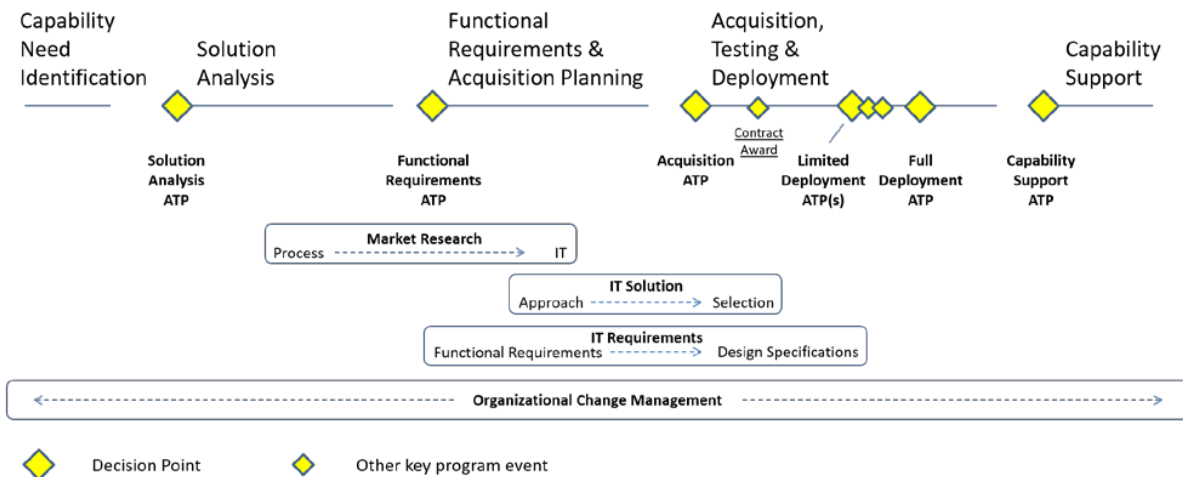 Capability
Need
Identification
Solution
Analysis
Functional
Requirements &
Acquisition Planning
Acquisition,
Testing &
Deployment
Capability
Support
Contract
Award
Solution
Analysis
ATP
Functional
Requirements
ATP
Acquisition
ATP
Limited
Deployment
ATP(s)
Full
Deployment
ATP
Capability
Support
ATP
Market Research
Process IT
IT Solution
Approach Selection
IT Requirements
Functional Requirements Design Specifications
Organizational Change Management
Decision Point Other key program event